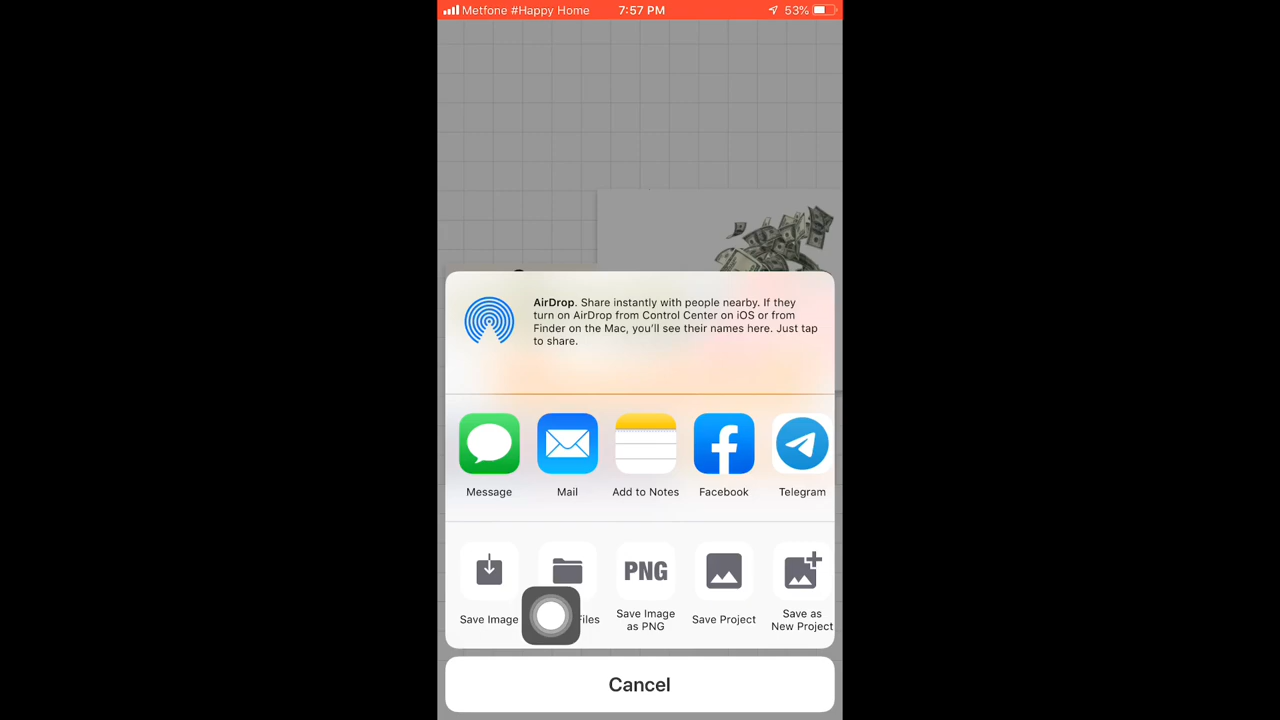 Metfone #Happy Home 7:57 PM 53%
AirDrop. Share instantly with people nearby. If they
turn on AirDrop from Control Center on iOS or from
Finder on the Mac, you'll see their names here. Just tap
to share.
Message Mail Add to Notes Facebook Telegram
PNG
Save Image Files Save Image
as PNG Save Project Save as
New Project
Cancel